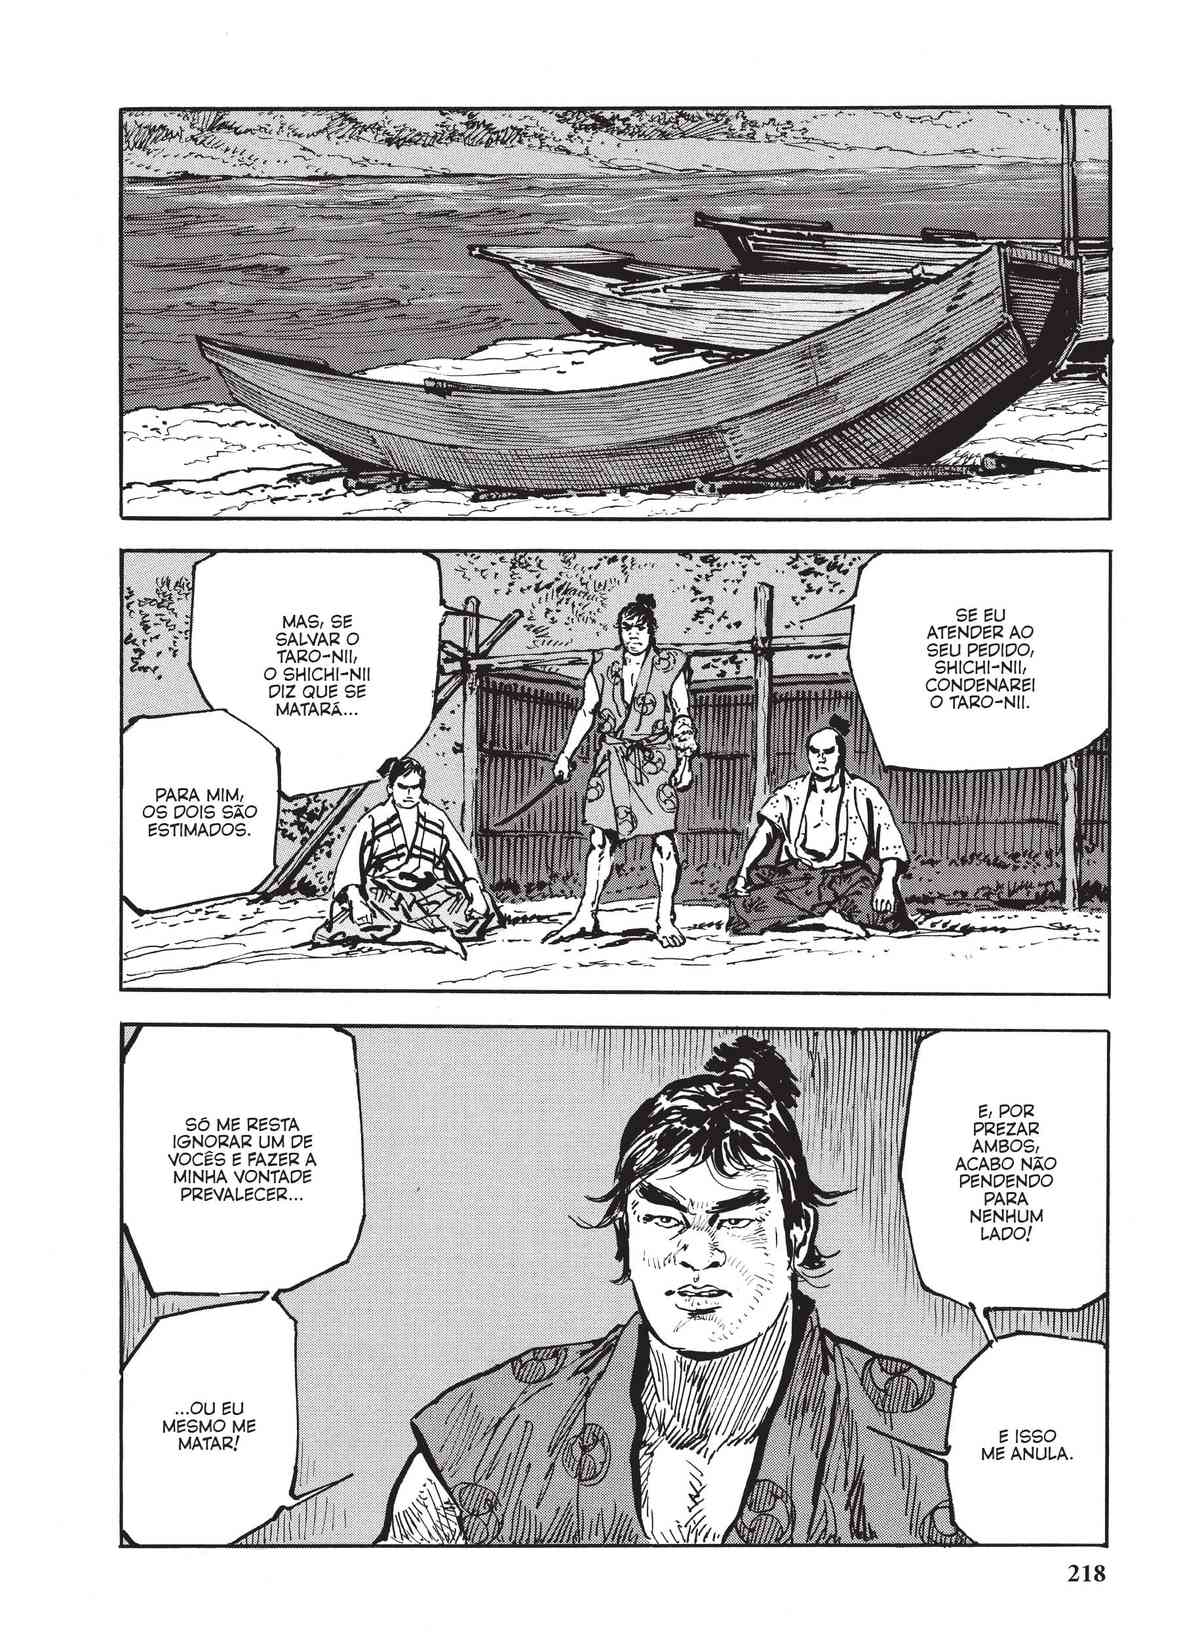 SE EU
ATENDER AO
SEU PEDIDO,
SHICHI-NII,
CONDENAREI
O TARO-NII.
MAS, SE
SALVAR O
TARO-NII,
O SHICHI-NII
DIZ QUE SE
MATARÁ...
PARA MIM,
OS DOIS SÃO
ESTIMADOS.
E, POR
PREZAR
AMBOS,
ACABO NÃO
PENDENDO
PARA
NENHUM
LADO!
E ISSO
ME ANULA.
SÓ ME RESTA
IGNORAR UM DE
VOCÊS E FAZER A
MINHA VONTADE
PREVALECER...
...OU EU
MESMO ME
MATAR!
218